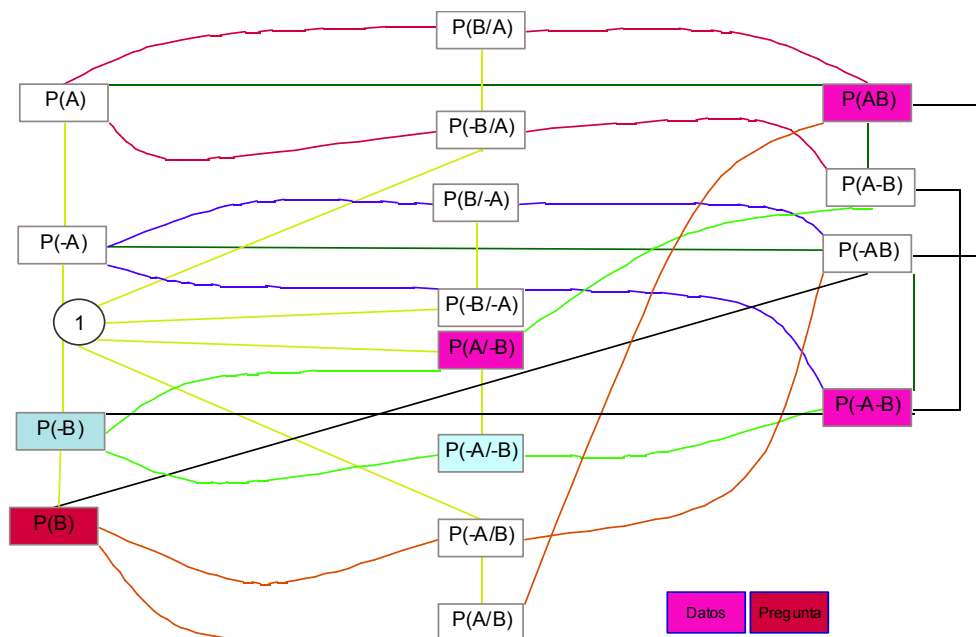 P(B/A)
P(A)
P(AB)
P(-B/A)
P(A-B)
P(B/-A)
P(-A)
P(-AB)
P(-B/-A)
1
P(A/-B)
P(-A-B)
P(-B)
P(-A/-B)
P(B)
P(-A/B)
P(A/B)
Datos Pregunta